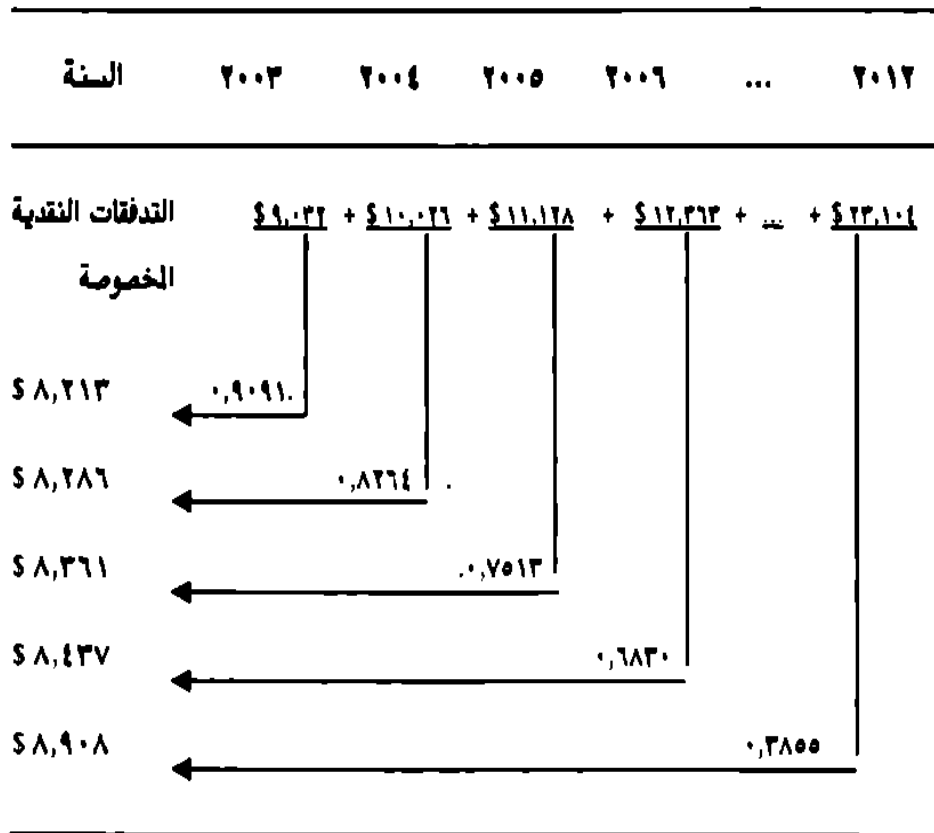 السنة ٢٠٠٣ ٢٠٠٤ ٢٠٠٥ ٢٠٠٦ ... ٢٠١٢
التدفقات النقدية $ ٩,٠٣٢ + $ ١٠,٠٢٦ + $ ١١,١٢٨ + $ ١٢,٣٦٣ + ... + $ ٢٣,١٠٤
المخصومة
$ ٨,٢١٣ ٠,٩٠٩١
$ ٨,٢٨٦ ٠,٨٢٦٤
$ ٨,٣٦١ ٠,٧٥١٣
$ ٨,٤٣٧ ٠,٦٨٣٠
$ ٨,٩٠٨ ٠,٣٨٥٥